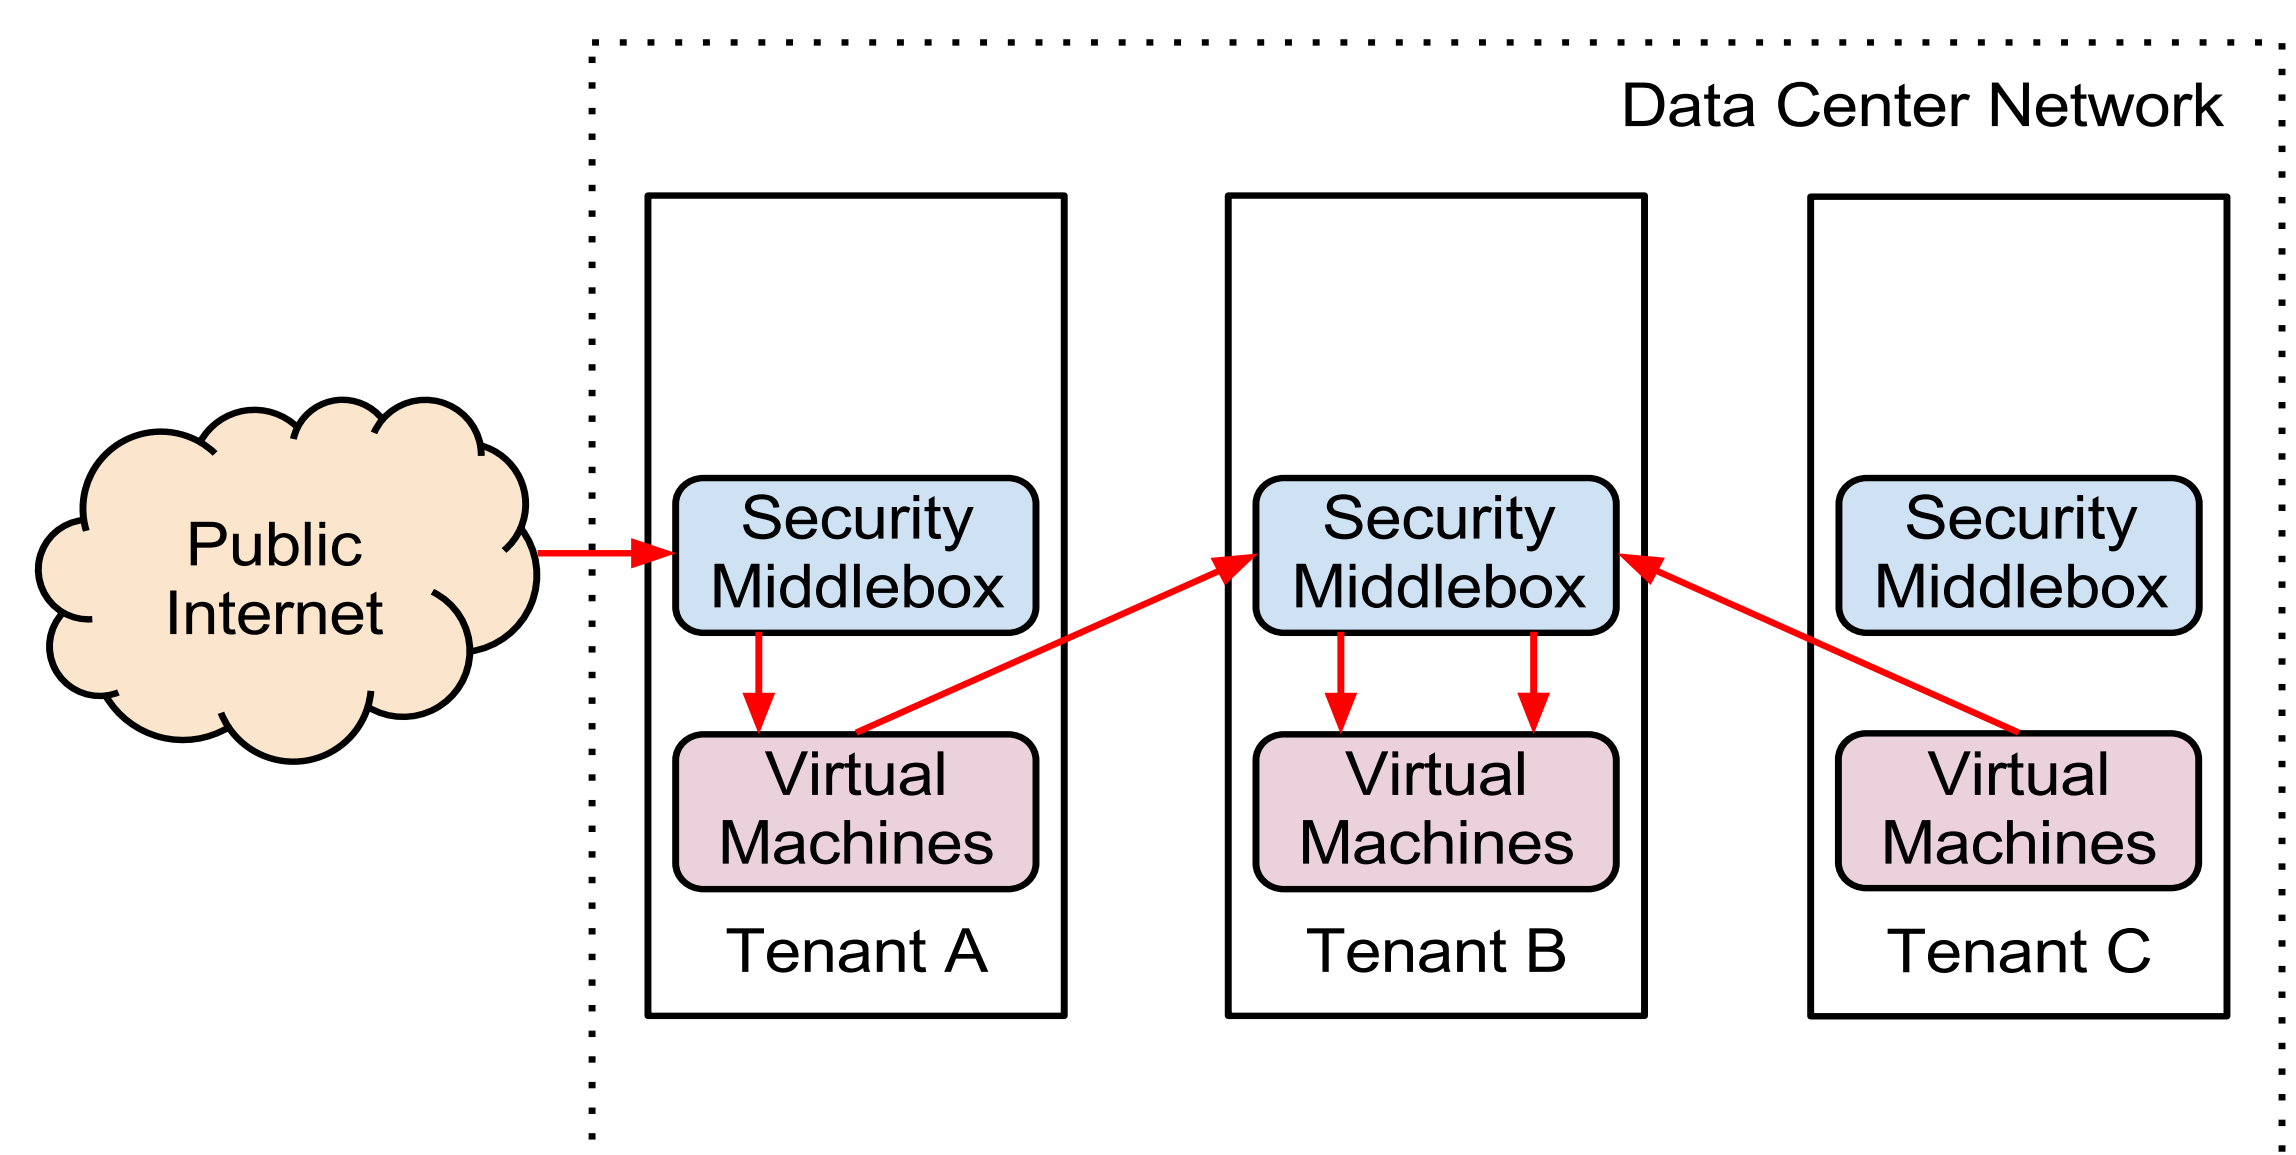 Data Center Network
Public
Internet
Security
Middlebox
Virtual
Machines
Tenant A
Security
Middlebox
Virtual
Machines
Tenant B
Security
Middlebox
Virtual
Machines
Tenant C